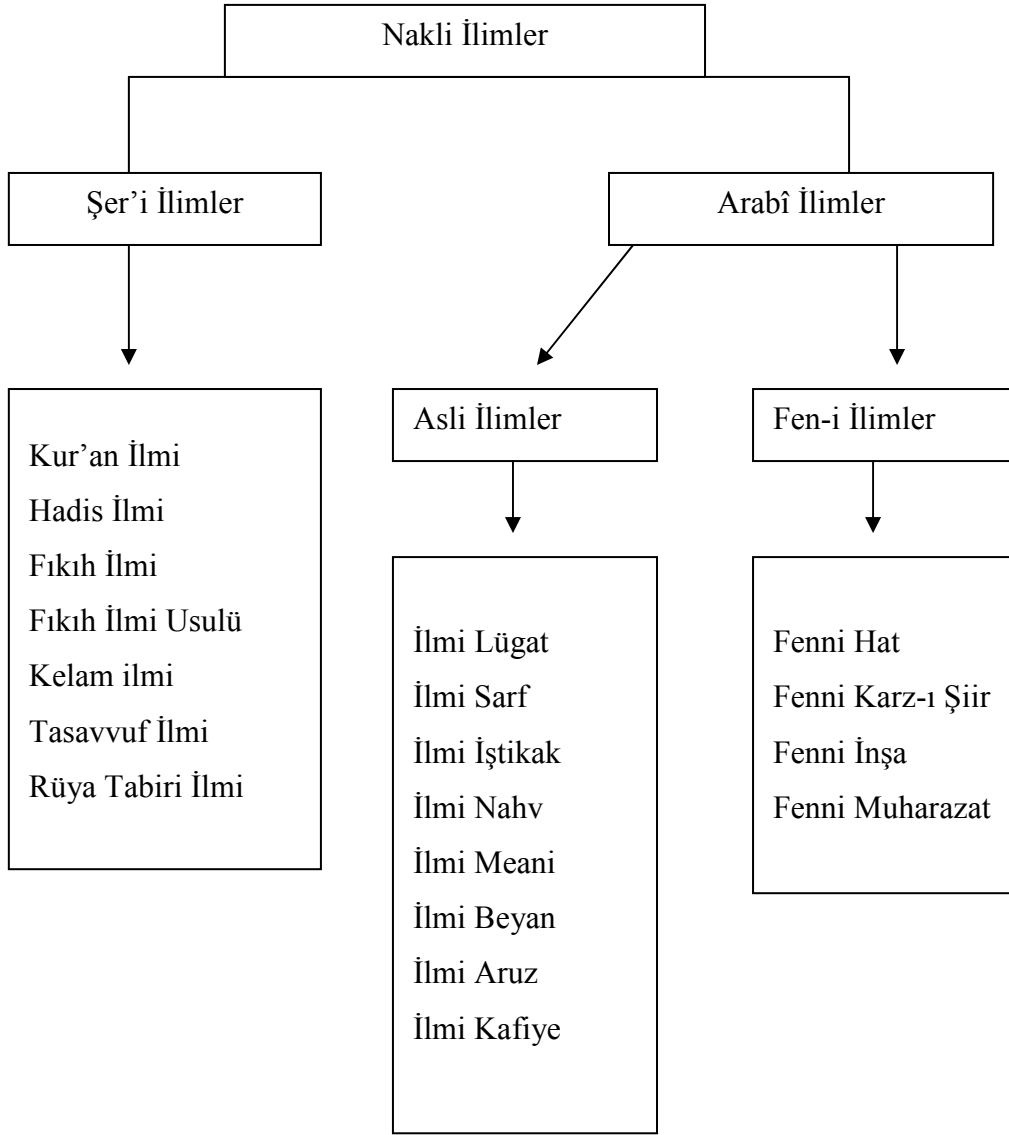 Nakli İlimler
Şer’i İlimler
Arabî İlimler
Kur’an İlmi
Hadis İlmi
Fıkıh İlmi
Fıkıh İlmi Usulü
Kelam ilmi
Tasavvuf İlmi
Rüya Tabiri İlmi
Asli İlimler
İlmi Lügat
İlmi Sarf
İlmi İştikak
İlmi Nahv
İlmi Meani
İlmi Beyan
İlmi Aruz
İlmi Kafiye
Fen-i İlimler
Fenni Hat
Fenni Karz-ı Şiir
Fenni İnşa
Fenni Muharazat